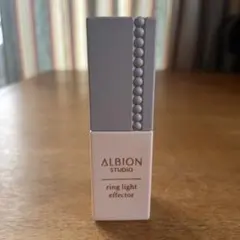 ALBION
STUDIO
ring light
effector